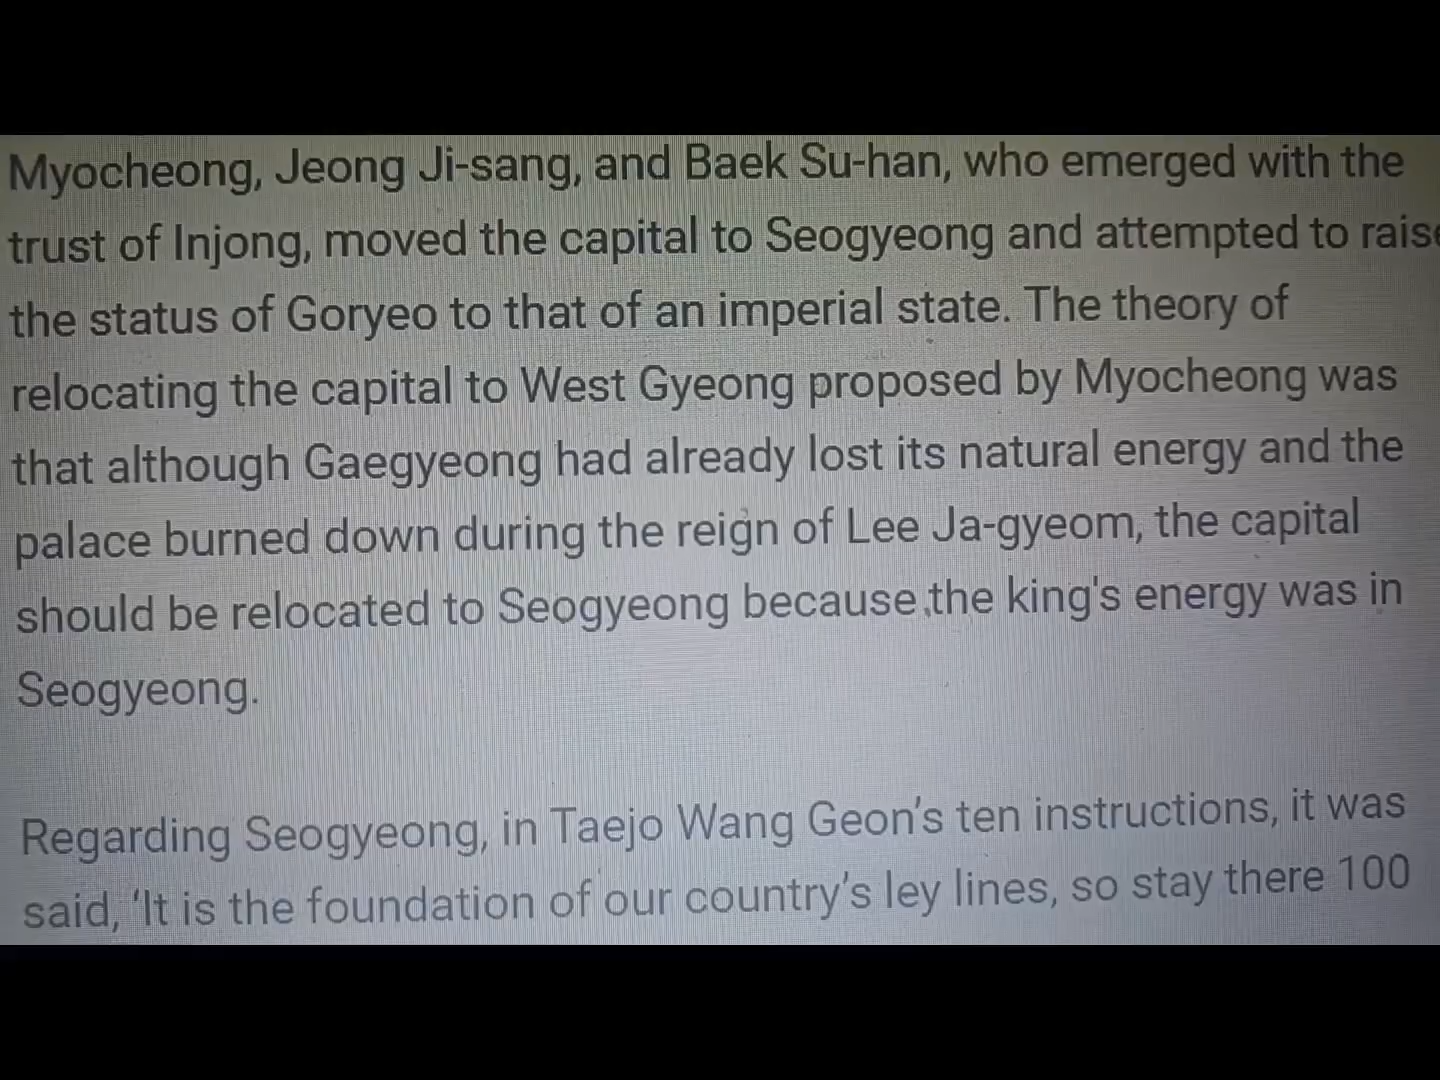 Myocheong, Jeong Ji-sang, and Baek Su-han, who emerged with the
trust of Injong, moved the capital to Seogyeong and attempted to raise
the status of Goryeo to that of an imperial state. The theory of
relocating the capital to West Gyeong proposed by Myocheong was
that although Gaegyeong had already lost its natural energy and the
palace burned down during the reign of Lee Ja-gyeom, the capital
should be relocated to Seogyeong because the king's energy was in
Seogyeong.
Regarding Seogyeong, in Taejo Wang Geon’s ten instructions, it was
said, ‘It is the foundation of our country’s ley lines, so stay there 100